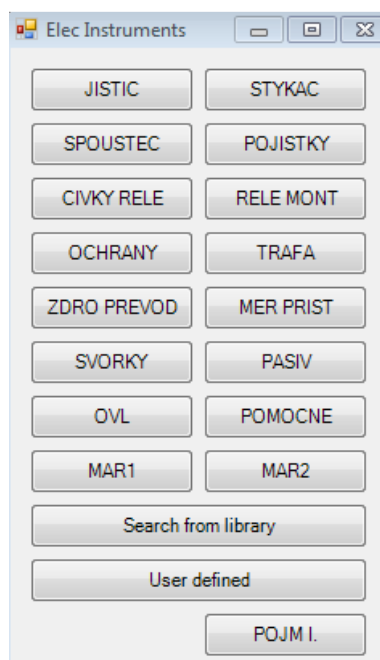 Elec Instruments
JISTIC STYKAC
SPOUSTEC POJISTKY
CIVKY RELE RELE MONT
OCHRANY TRAFA
ZDRO PREVOD MER PRIST
SVORKY PASIV
OVL POMOCNE
MAR1 MAR2
Search from library
User defined
POJM I.